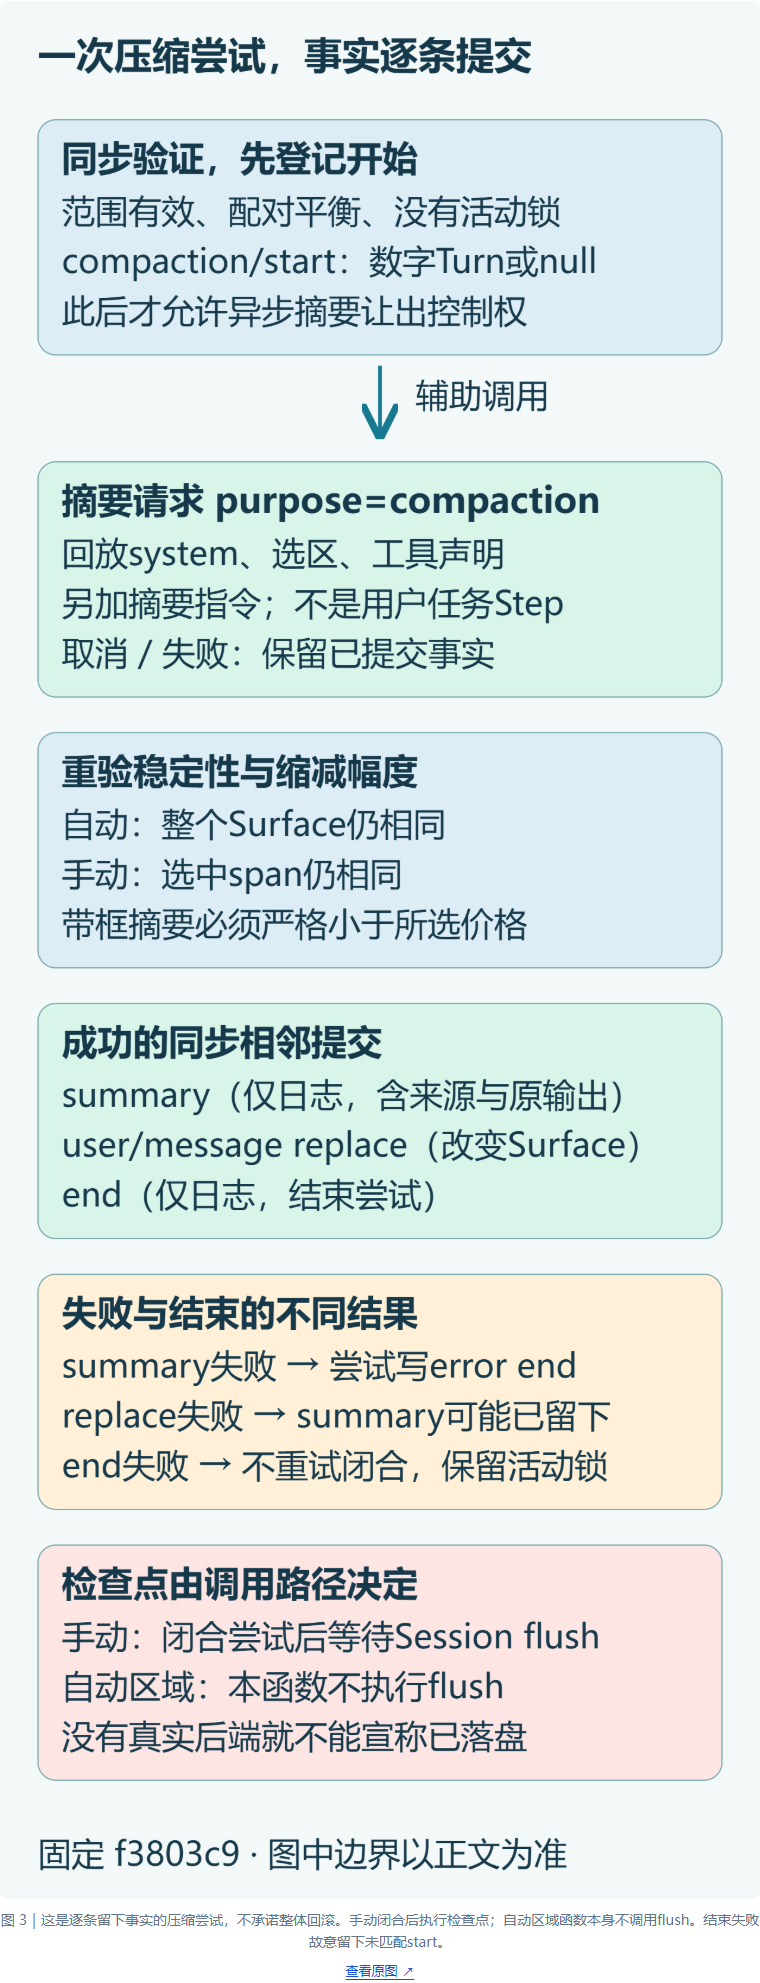 一次压缩尝试，事实逐条提交
同步验证，先登记开始
范围有效、配对平衡、没有活动锁
compaction/start：数字Turn或null
此后才允许异步摘要让出控制权
辅助调用
摘要请求 purpose=compaction
回放system、选区、工具声明
另加摘要指令；不是用户任务Step
取消 / 失败：保留已提交事实
重验稳定性与缩减幅度
自动：整个Surface仍相同
手动：选中span仍相同
带框摘要必须严格小于所选价格
成功的同步相邻提交
summary（仅日志，含来源与原输出）
user/message replace（改变Surface）
end（仅日志，结束尝试）
失败与结束的不同结果
summary失败 → 尝试写error end
replace失败 → summary可能已留下
end失败 → 不重试闭合，保留活动锁
检查点由调用路径决定
手动：闭合尝试后等待Session flush
自动区域：本函数不执行flush
没有真实后端就不能宣称已落盘
固定 f3803c9 · 图中边界以正文为准
图 3｜这是逐条留下事实的压缩尝试，不承诺整体回滚。手动闭合后执行检查点；自动区域函数本身不调用flush。结束失败
故意留下未匹配start。
查看原图 ↗